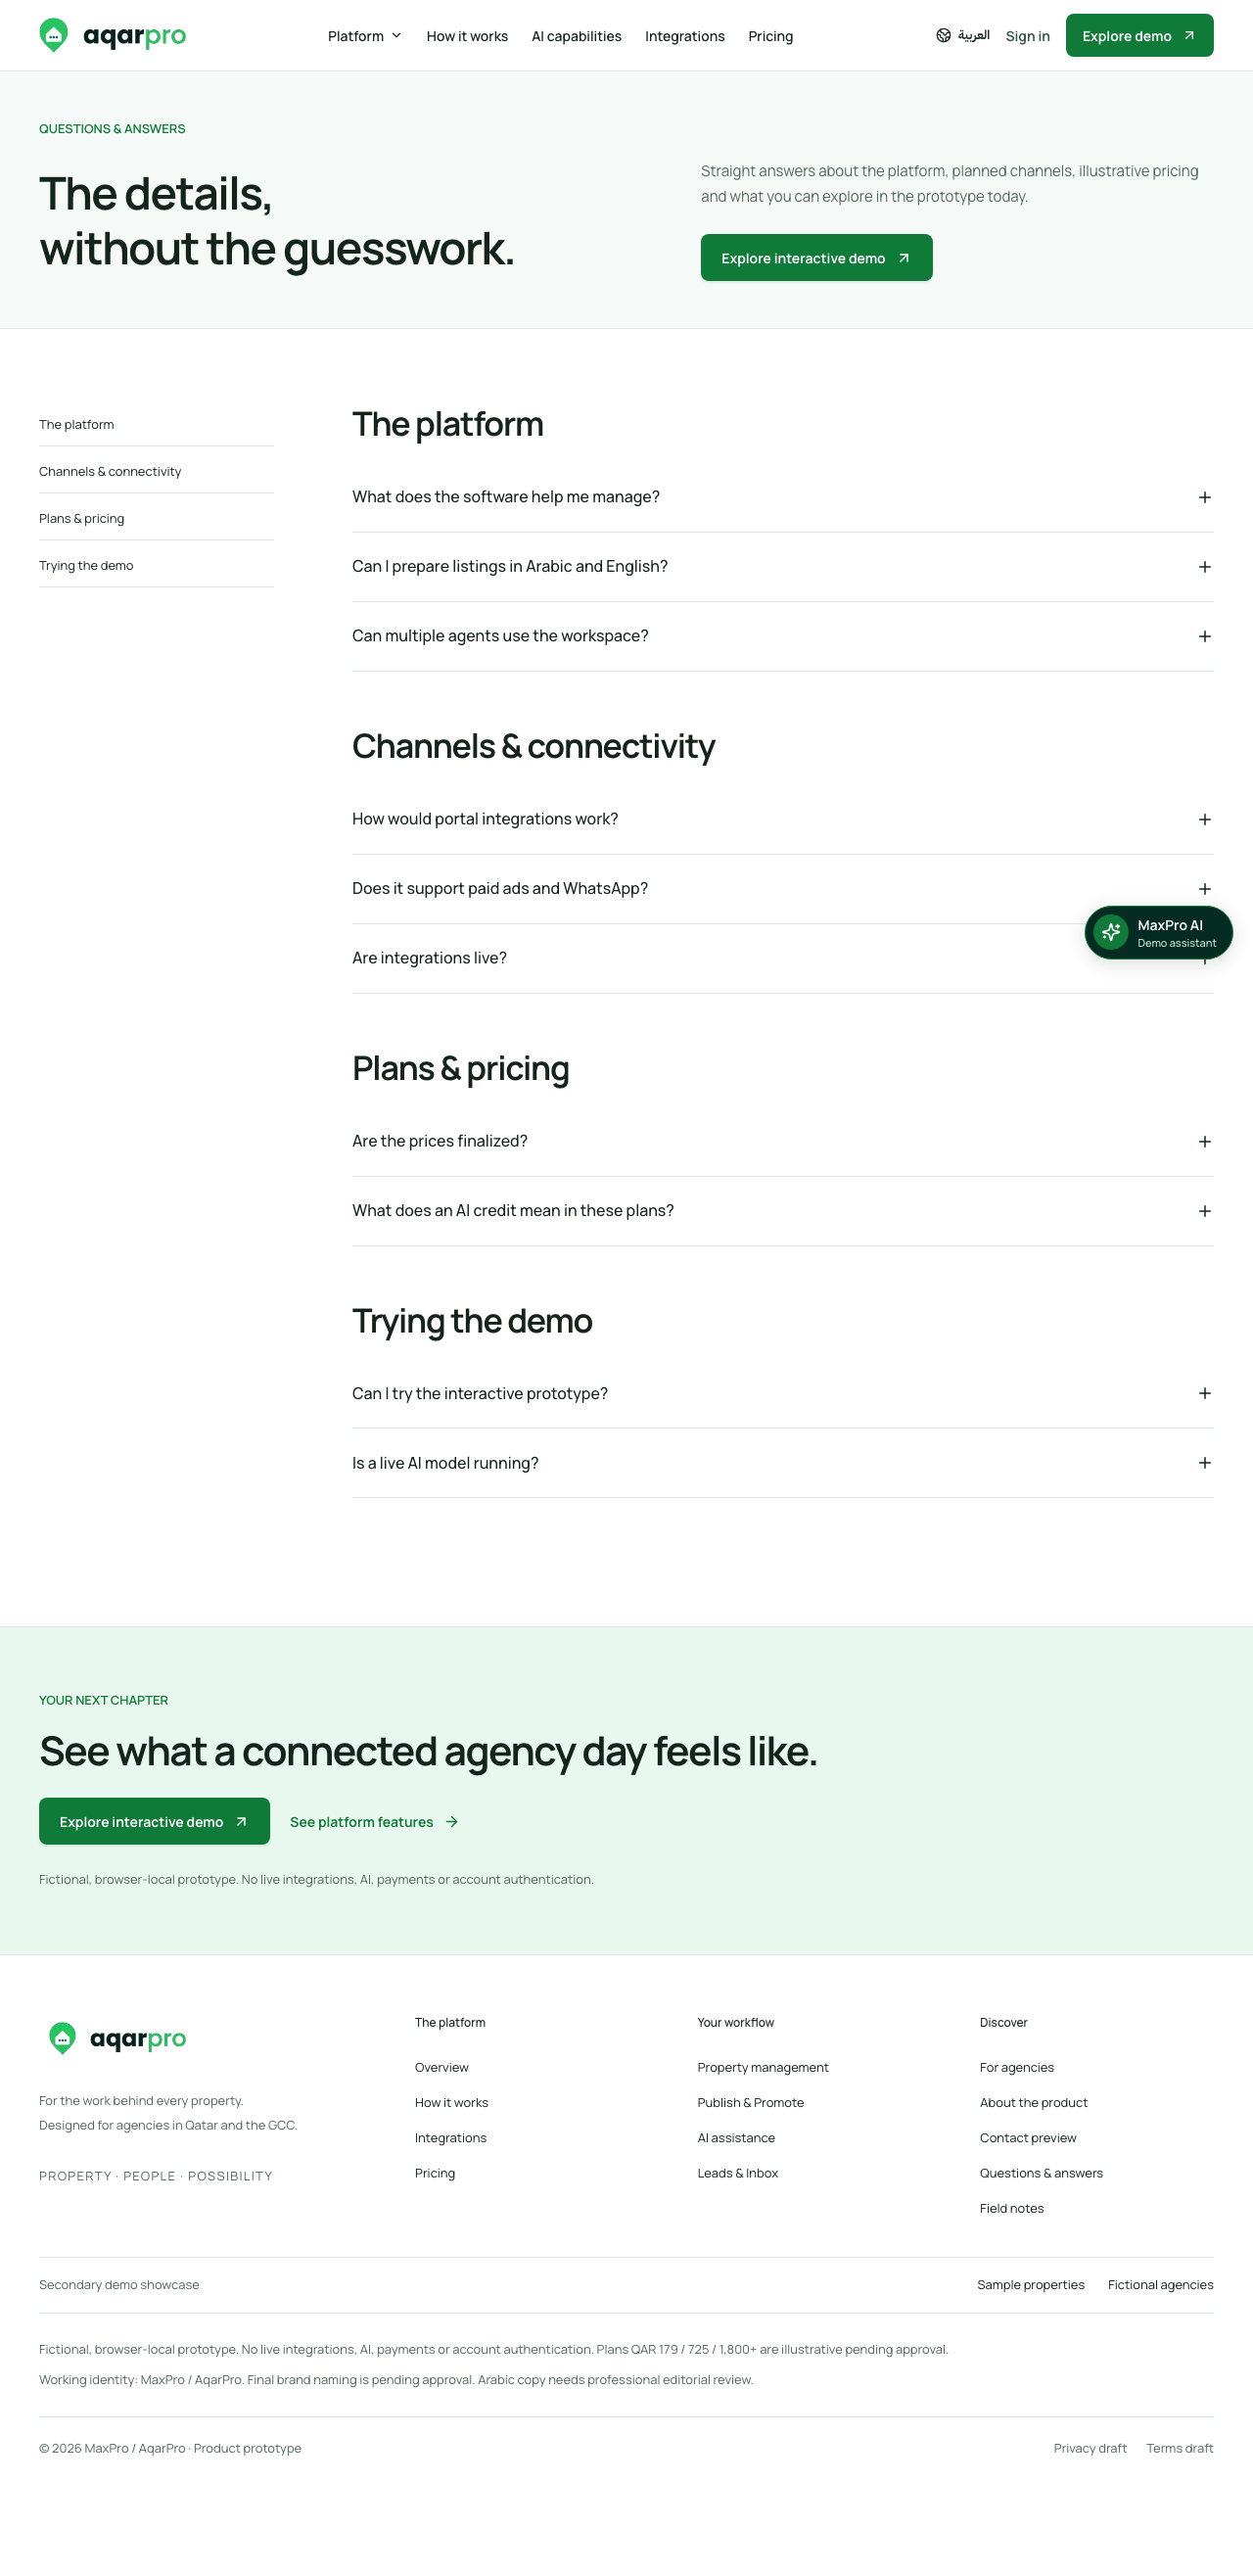 aqarpro
Platform
How it works
AI capabilities
Integrations
Pricing
العربية
Sign in
Explore demo
QUESTIONS & ANSWERS
The details,
without the guesswork.
Straight answers about the platform, planned channels, illustrative pricing
and what you can explore in the prototype today.
Explore interactive demo
The platform
Channels & connectivity
Plans & pricing
Trying the demo
The platform
What does the software help me manage?
Can I prepare listings in Arabic and English?
Can multiple agents use the workspace?
Channels & connectivity
How would portal integrations work?
Does it support paid ads and WhatsApp?
MaxPro AI
Demo assistant
Are integrations live?
Plans & pricing
Are the prices finalized?
What does an AI credit mean in these plans?
Trying the demo
Can I try the interactive prototype?
Is a live AI model running?
YOUR NEXT CHAPTER
See what a connected agency day feels like.
Explore interactive demo
See platform features
Fictional, browser-local prototype. No live integrations, AI, payments or account authentication.
aqarpro
For the work behind every property.
Designed for agencies in Qatar and the GCC.
PROPERTY · PEOPLE · POSSIBILITY
The platform
Overview
How it works
Integrations
Pricing
Your workflow
Property management
Publish & Promote
AI assistance
Leads & Inbox
Discover
For agencies
About the product
Contact preview
Questions & answers
Field notes
Secondary demo showcase
Sample properties
Fictional agencies
Fictional, browser-local prototype. No live integrations, AI, payments or account authentication. Plans QAR 179 / 725 / 1,800+ are illustrative pending approval.
Working identity: MaxPro / AqarPro. Final brand naming is pending approval. Arabic copy needs professional editorial review.
© 2026 MaxPro / AqarPro · Product prototype
Privacy draft
Terms draft